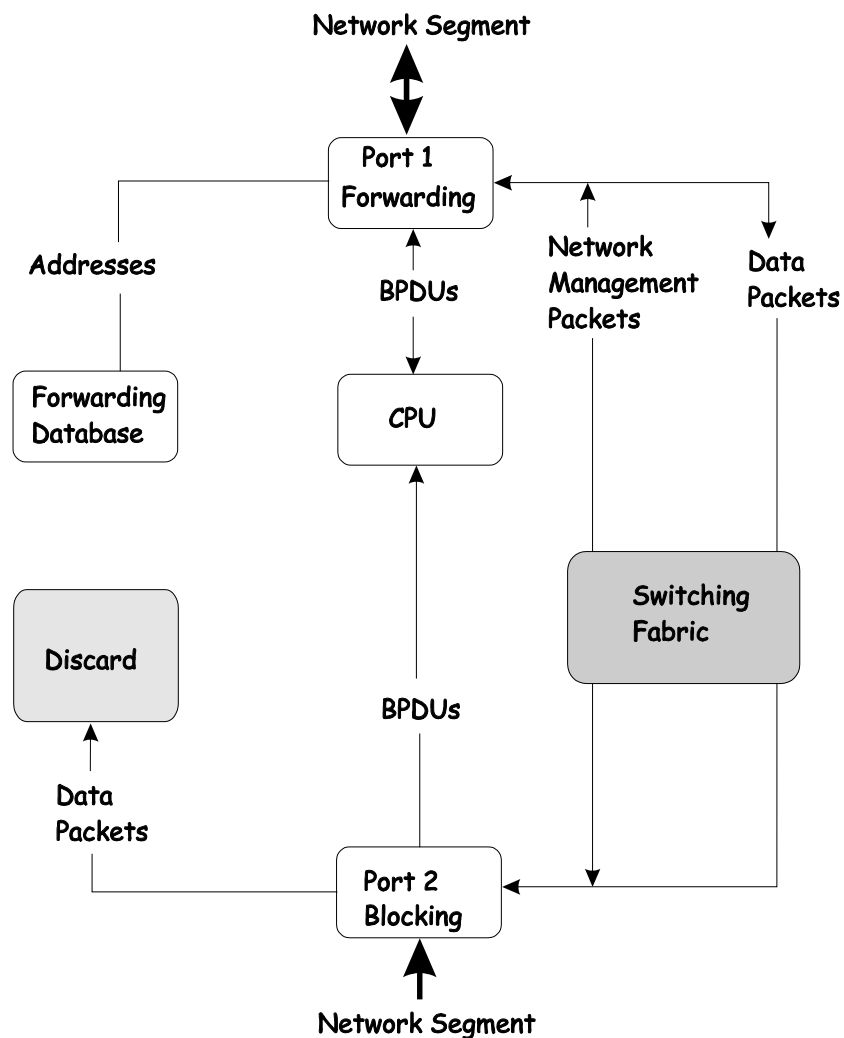 Network Segment
Port 1
Forwarding
Addresses
BPDUs
Network
Management
Packets
Data
Packets
Forwarding
Database
CPU
Switching
Fabric
Discard
BPDUs
Data
Packets
Port 2
Blocking
Network Segment